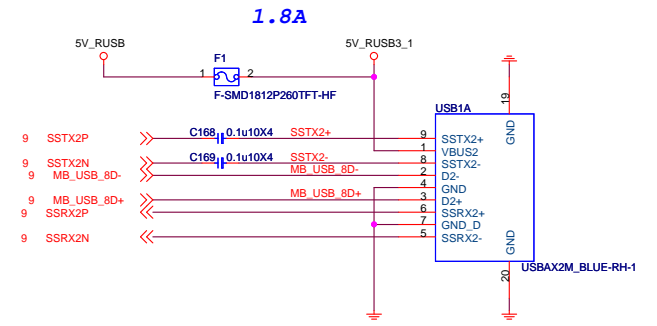 1.8A
5V_RUSB
5V_RUSB3_1
F1
1 2
F-SMD1812P260TFT-HF
19
USB1A
GND
9 SSTX2P C168 0.1u10X4 SSTX2+ 9 SSTX2+
1 VBUS2
9 SSTX2N C169 0.1u10X4 SSTX2- 8 SSTX2-
9 MB_USB_8D- MB_USB_8D- 2 D2-
4 GND
9 MB_USB_8D+ MB_USB_8D+ 3 D2+
9 SSRX2P 6 SSRX2+
7 GND_D
9 SSRX2N 5 SSRX2-
GND
USBAX2M_BLUE-RH-1
20